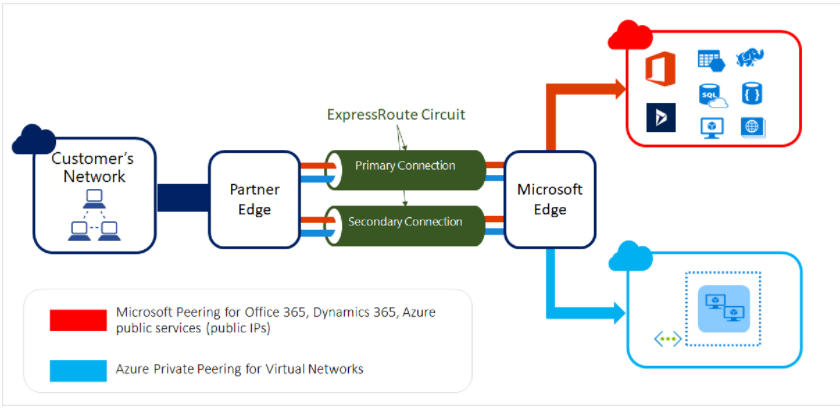 ExpressRoute Circuit
Customer's
Network
Partner
Edge
Primary Connection
Secondary Connection
Microsoft
Edge
SQL
Microsoft Peering for Office 365, Dynamics 365, Azure
public services (public IPs)
Azure Private Peering for Virtual Networks